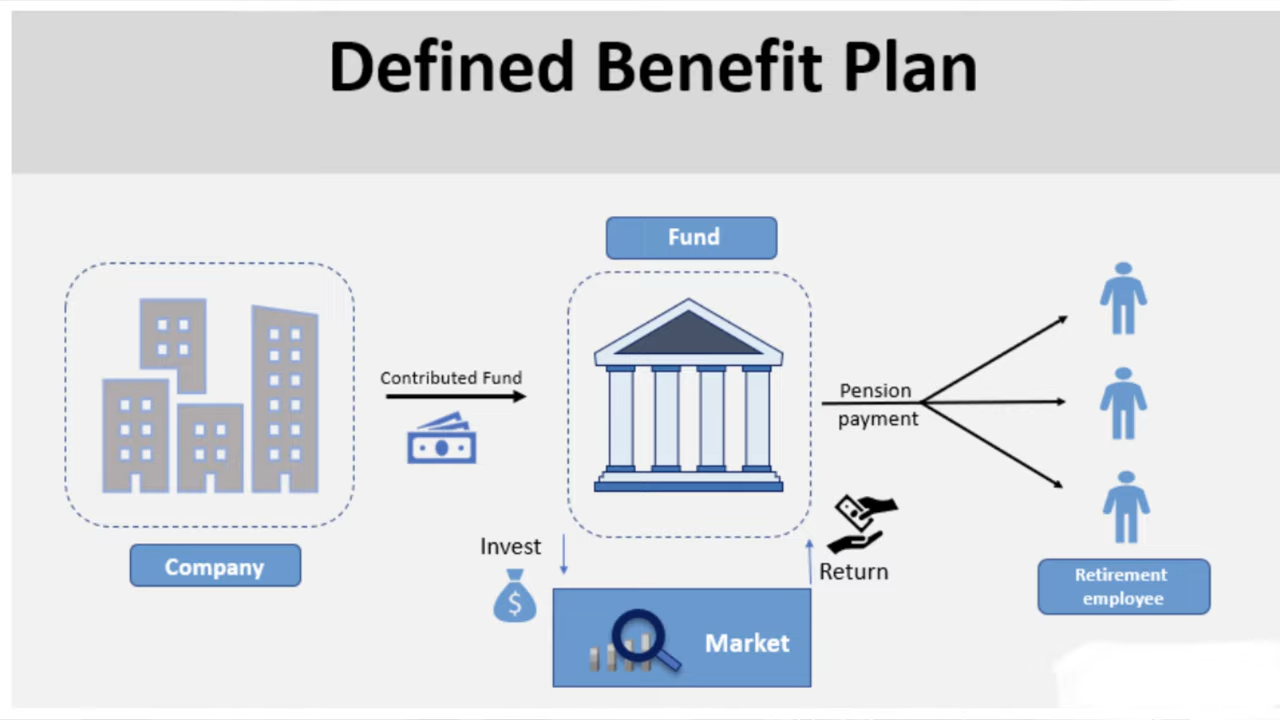 Defined Benefit Plan
Fund
Contributed Fund
Pension
payment
Company
Invest
$
Return
Market
Retirement
employee